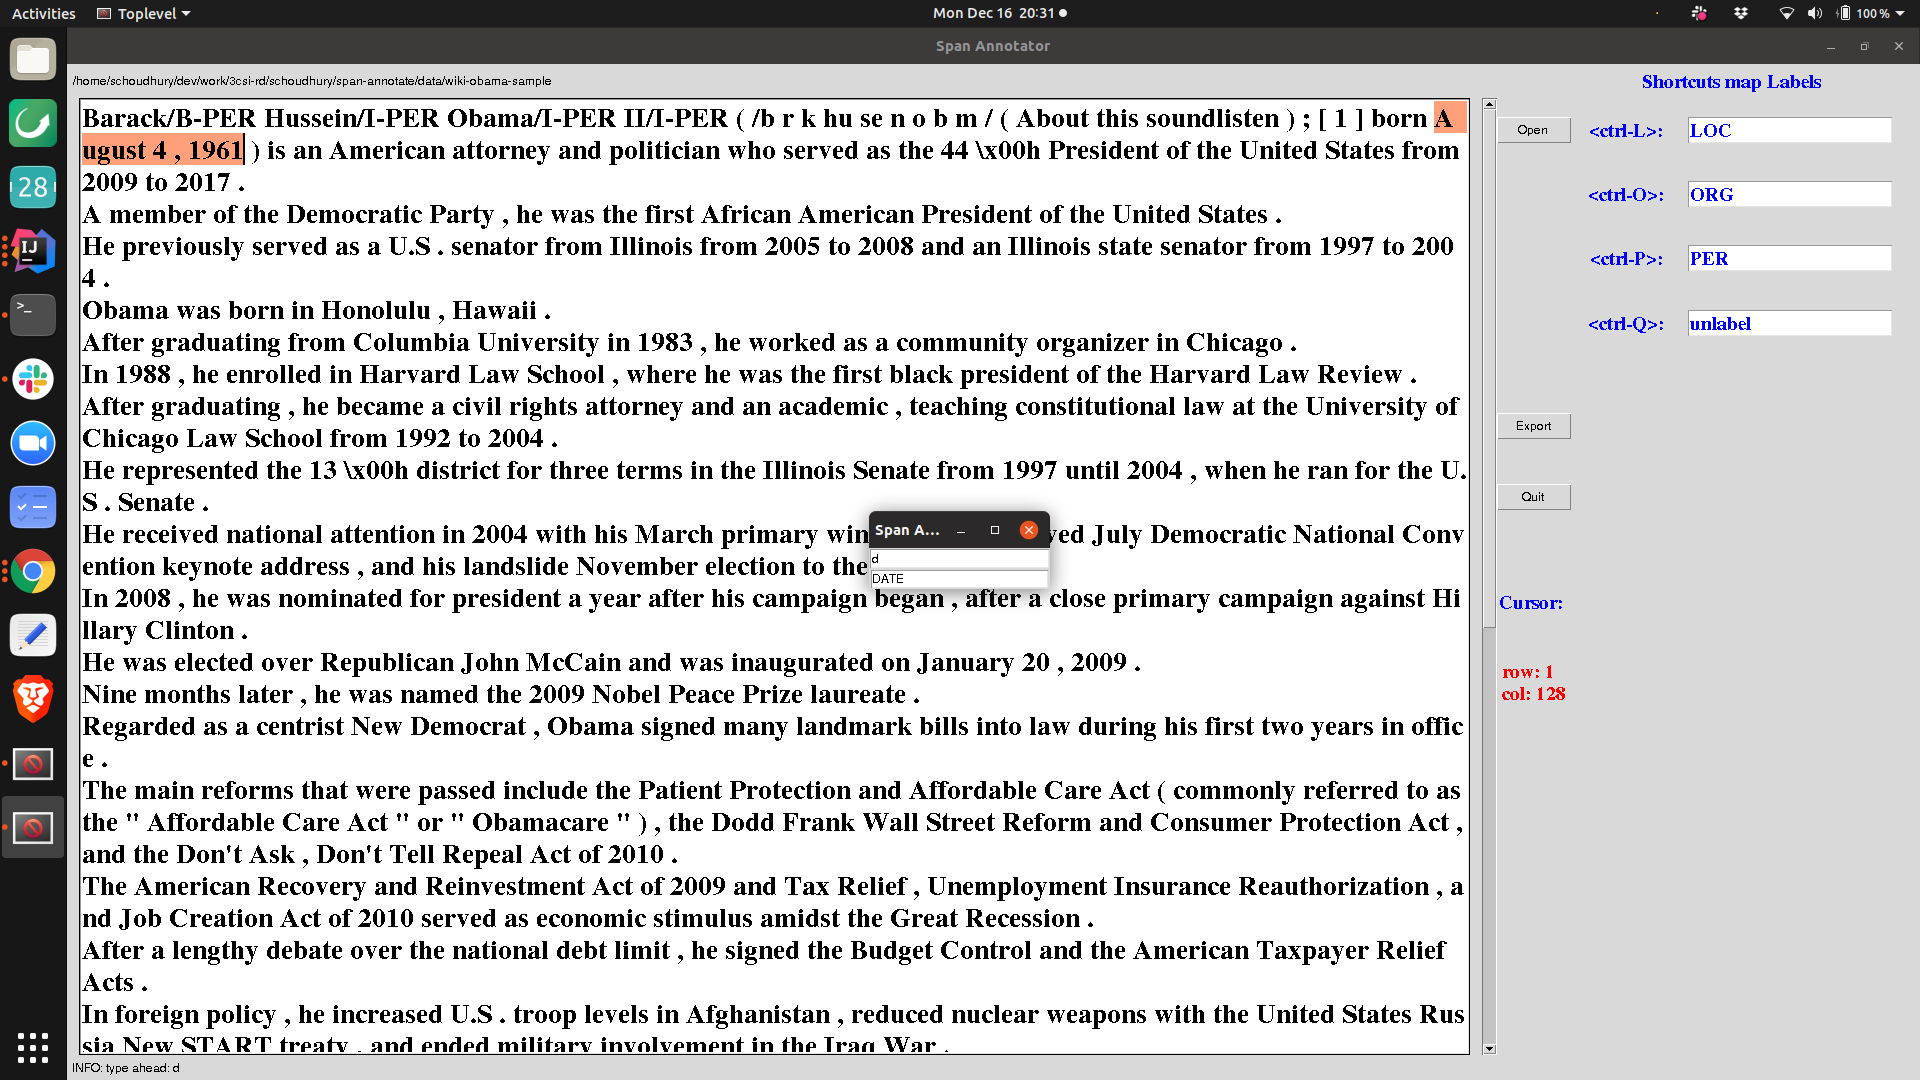 Activities Toplevel Mon Dec 16 20:31 100 %
Span Annotator
/home/schoudhury/dev/work/3csi-rd/schoudhury/span-annotate/data/wiki-obama-sample
Barack/B-PER Hussein/I-PER Obama/I-PER II/I-PER ( /b r k hu se n o b m / ( About this soundlisten ) ; [ 1 ] born A
ugust 4 , 1961 ) is an American attorney and politician who served as the 44 \x00h President of the United States from
2009 to 2017 .
A member of the Democratic Party , he was the first African American President of the United States .
He previously served as a U.S . senator from Illinois from 2005 to 2008 and an Illinois state senator from 1997 to 200
4 .
Obama was born in Honolulu , Hawaii .
After graduating from Columbia University in 1983 , he worked as a community organizer in Chicago .
In 1988 , he enrolled in Harvard Law School , where he was the first black president of the Harvard Law Review .
After graduating , he became a civil rights attorney and an academic , teaching constitutional law at the University of
Chicago Law School from 1992 to 2004 .
He represented the 13 \x00h district for three terms in the Illinois Senate from 1997 until 2004 , when he ran for the U.
S . Senate .
He received national attention in 2004 with his March primary win ved July Democratic National Conv
ention keynote address , and his landslide November election to the
In 2008 , he was nominated for president a year after his campaign began , after a close primary campaign against Hi
llary Clinton .
He was elected over Republican John McCain and was inaugurated on January 20 , 2009 .
Nine months later , he was named the 2009 Nobel Peace Prize laureate .
Regarded as a centrist New Democrat , Obama signed many landmark bills into law during his first two years in offic
e .
The main reforms that were passed include the Patient Protection and Affordable Care Act ( commonly referred to as
the " Affordable Care Act " or " Obamacare " ) , the Dodd Frank Wall Street Reform and Consumer Protection Act ,
and the Don't Ask , Don't Tell Repeal Act of 2010 .
The American Recovery and Reinvestment Act of 2009 and Tax Relief , Unemployment Insurance Reauthorization , a
nd Job Creation Act of 2010 served as economic stimulus amidst the Great Recession .
After a lengthy debate over the national debt limit , he signed the Budget Control and the American Taxpayer Relief
Acts .
In foreign policy , he increased U.S . troop levels in Afghanistan , reduced nuclear weapons with the United States Rus
sia New START treaty , and ended military involvement in the Iraq War .
INFO: type ahead: d
Span A...
d
DATE
Open
Export
Quit
Cursor:
row: 1
col: 128
Shortcuts map Labels
<ctrl-L>: LOC
<ctrl-O>: ORG
<ctrl-P>: PER
<ctrl-Q>: unlabel
28
IJ
>_